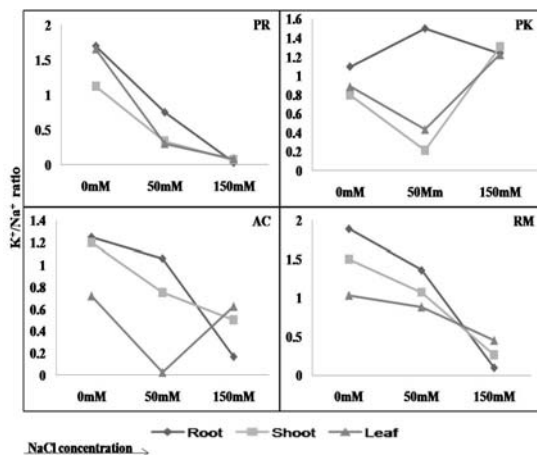 PR
2
1.5
1
0.5
0
0mM 50mM 150mM
PK
1.6
1.4
1.2
1
0.8
0.6
0.4
0.2
0
0mM 50Mm 150mM
K⁺/Na⁺ ratio
AC
1.4
1.2
1
0.8
0.6
0.4
0.2
0
0mM 50mM 150mM
RM
2
1.5
1
0.5
0
0mM 50mM 150mM
Root Shoot Leaf
NaCl concentration